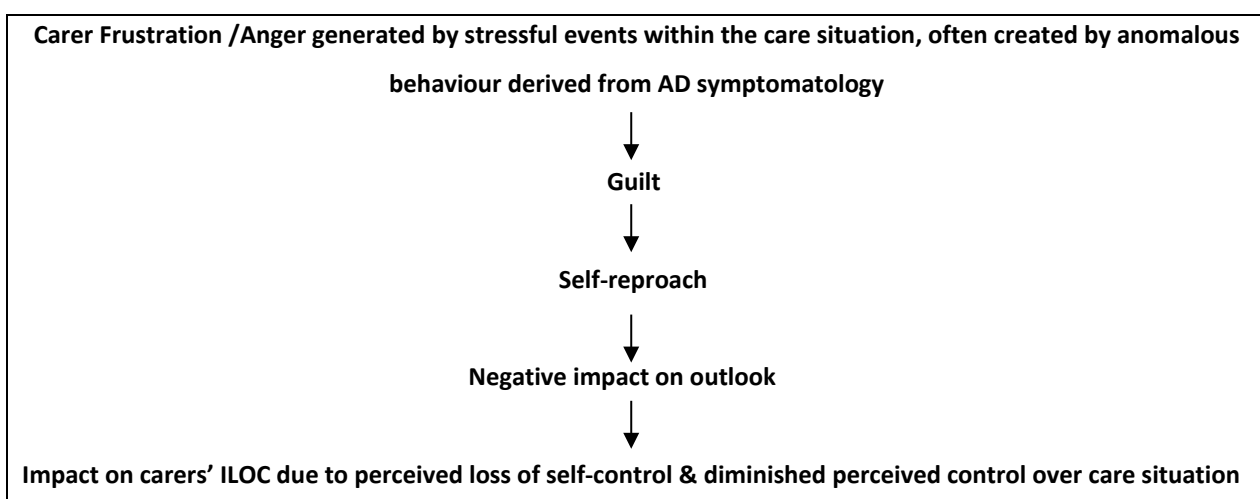 Carer Frustration /Anger generated by stressful events within the care situation, often created by anomalous
behaviour derived from AD symptomatology
Guilt
Self-reproach
Negative impact on outlook
Impact on carers’ ILOC due to perceived loss of self-control & diminished perceived control over care situation